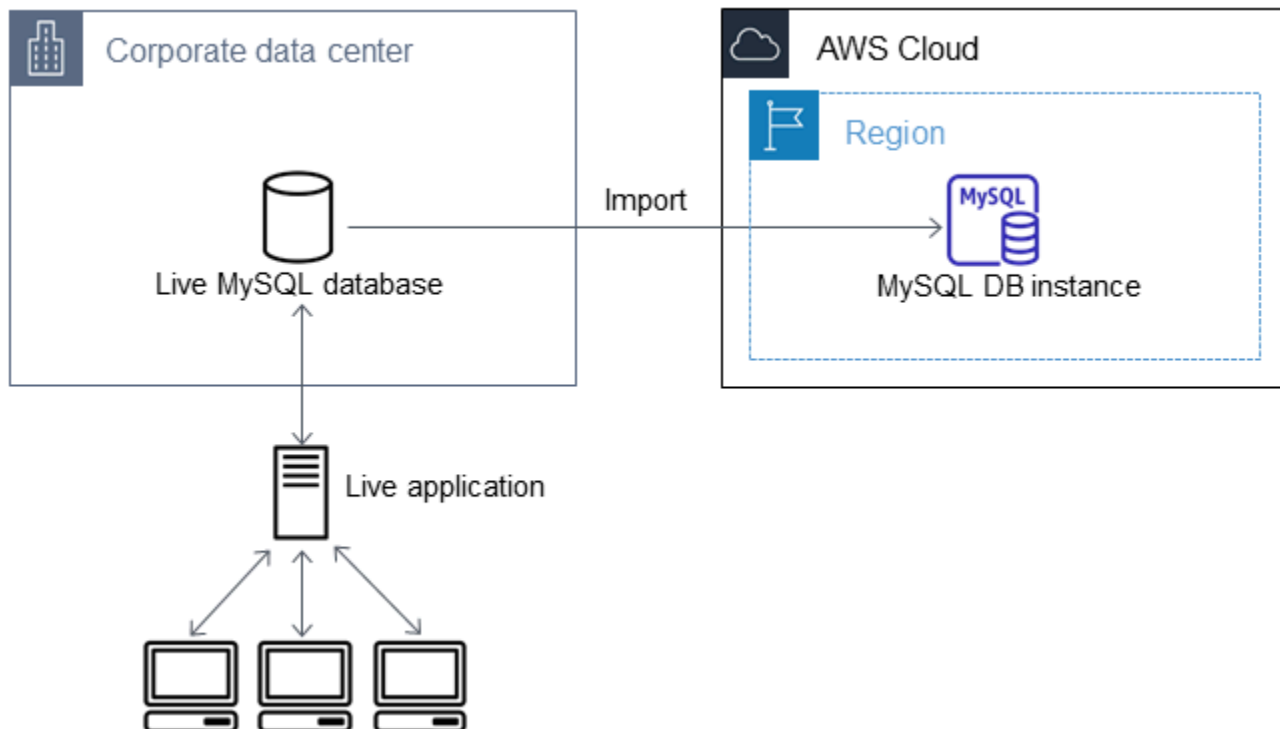 Corporate data center
AWS Cloud
Region
Import
MySQL
Live MySQL database
MySQL DB instance
Live application